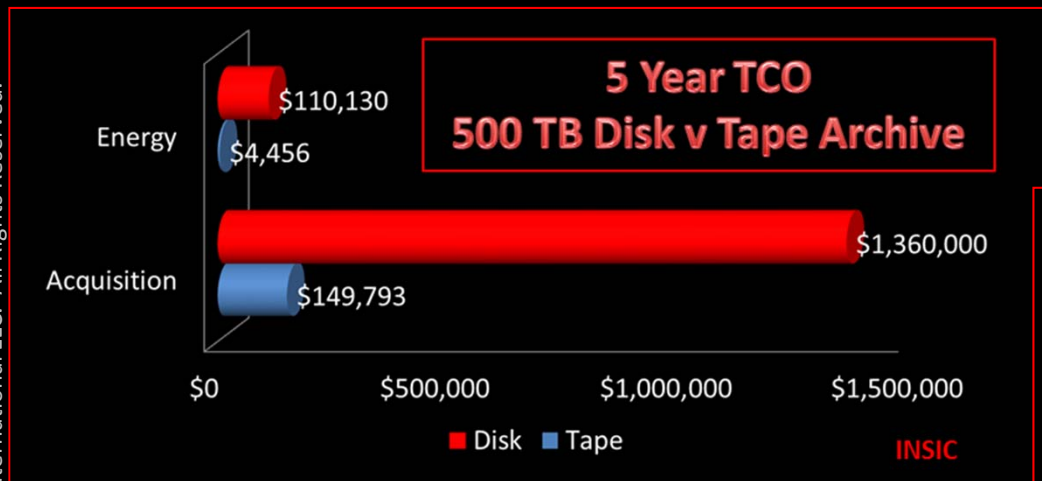 5 Year TCO
500 TB Disk v Tape Archive
Energy
$110,130
$4,456
Acquisition
$1,360,000
$149,793
$0 $500,000 $1,000,000 $1,500,000
Disk Tape
INSIC